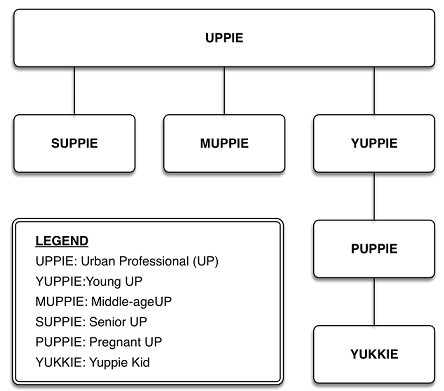 UPPIE
SUPPIE
MUPPIE
YUPPIE
PUPPIE
YUKKIE
LEGEND
UPPIE: Urban Professional (UP)
YUPPIE:Young UP
MUPPIE: Middle-ageUP
SUPPIE: Senior UP
PUPPIE: Pregnant UP
YUKKIE: Yuppie Kid